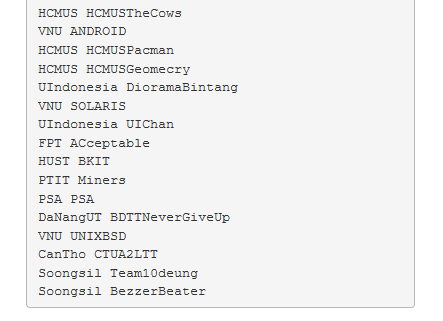 HCMUS HCMUSTheCows
VNU ANDROID
HCMUS HCMUSPacman
HCMUS HCMUSGeomecry
UIndonesia DioramaBintang
VNU SOLARIS
UIndonesia UIChan
FPT ACceptable
HUST BKIT
PTIT Miners
PSA PSA
DaNangUT BDTTNeverGiveUp
VNU UNIXBSD
CanTho CTUA2LTT
Soongsil Team10deung
Soongsil BezzerBeater